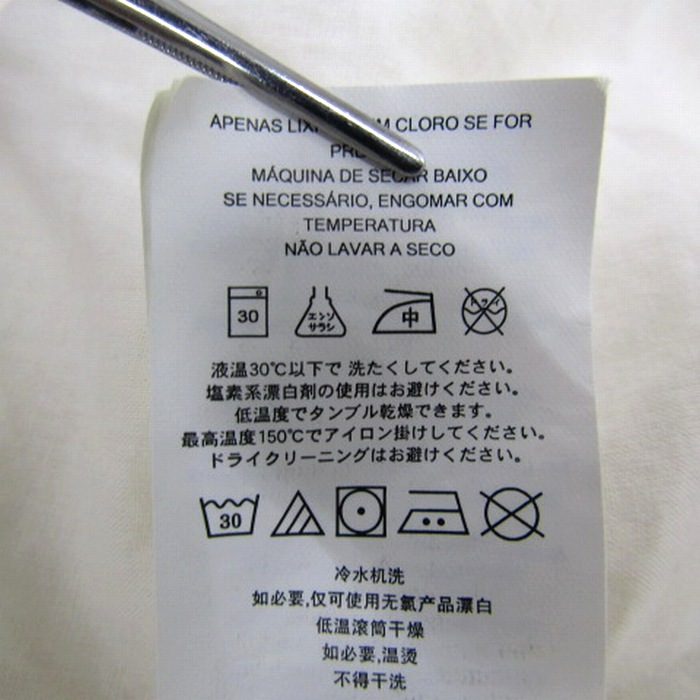 APENAS CLORO SE FOR
MÁQUINA DE SECAR BAIXO
SE NECESSÁRIO, ENGOMAR COM
TEMPERATURA
NÃO LAVAR A SECO
30 エンソ サラシ 中 ドライ
液温30℃以下で 洗たくしてください。
塩素系漂白剤の使用はお避けください。
低温度でタンブル乾燥できます。
最高温度150℃でアイロン掛けしてください。
ドライクリーニングはお避けください。
30
冷水机洗
如必要,仅可使用无氯产品漂白
低温滚筒干燥
如必要,温烫
不得干洗